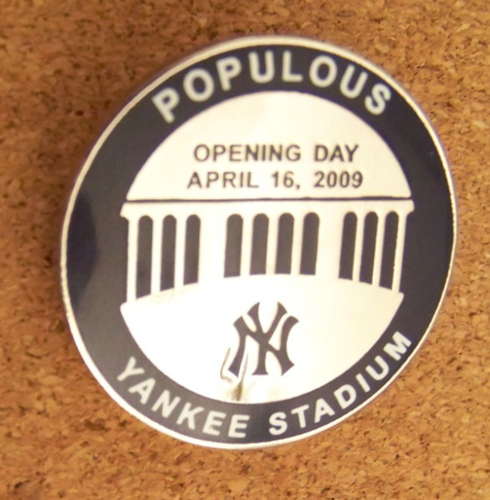 POPULOUS
OPENING DAY
APRIL 16, 2009
NY
YANKEE STADIUM